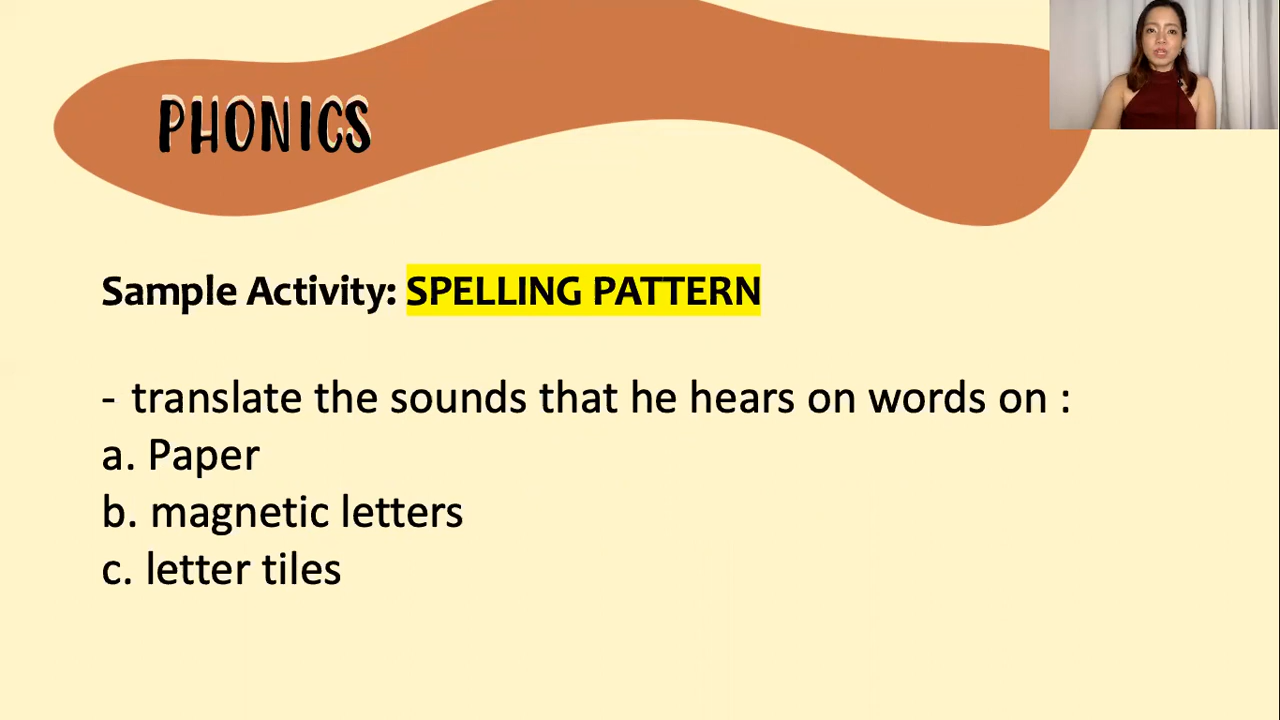 PHONICS
Sample Activity: SPELLING PATTERN
- translate the sounds that he hears on words on :
a. Paper
b. magnetic letters
c. letter tiles